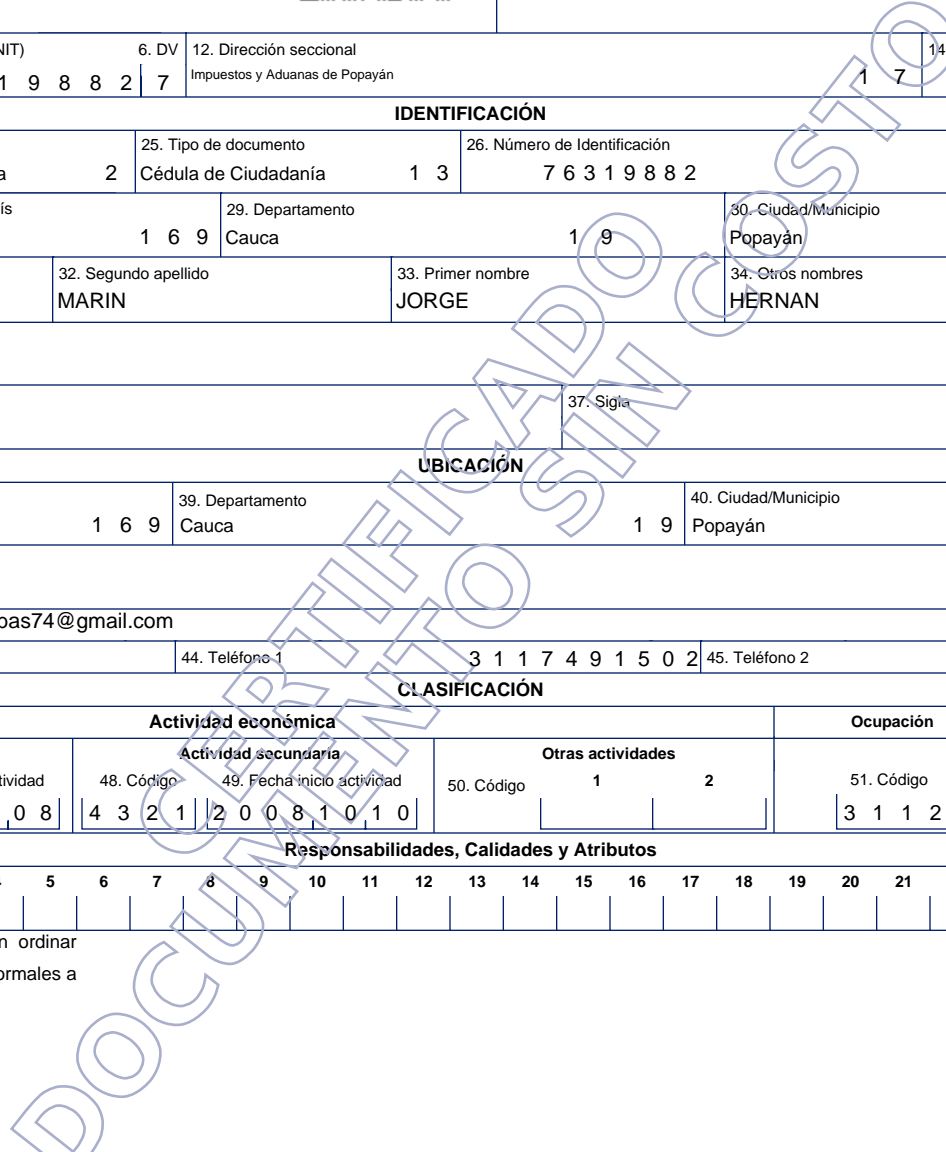 NIT) 6. DV 12. Dirección seccional 14
1 9 8 8 2 7 Impuestos y Aduanas de Popayán 1 7
IDENTIFICACIÓN
25. Tipo de documento 26. Número de Identificación
a 2 Cédula de Ciudadanía 1 3 7 6 3 1 9 8 8 2
ís 29. Departamento 30. Ciudad/Municipio
1 6 9 Cauca 1 9 Popayán
32. Segundo apellido 33. Primer nombre 34. Otros nombres
MARIN JORGE HERNAN
37. Sigla
UBICACIÓN
39. Departamento 40. Ciudad/Municipio
1 6 9 Cauca 1 9 Popayán
bas74@gmail.com
44. Teléfono 1 3 1 1 7 4 9 1 5 0 2 45. Teléfono 2
CLASIFICACIÓN
Actividad económica Ocupación
Actividad secundaria Otras actividades
tividad 48. Código 49. Fecha inicio actividad 50. Código 1 2 51. Código
0 8 4 3 2 1 2 0 0 8 1 0 1 0 3 1 1 2
Responsabilidades, Calidades y Atributos
5 6 7 8 9 10 11 12 13 14 15 16 17 18 19 20 21
n ordinar
ormales a
CERTIFICADO
DOCUMENTO SIN COSTO